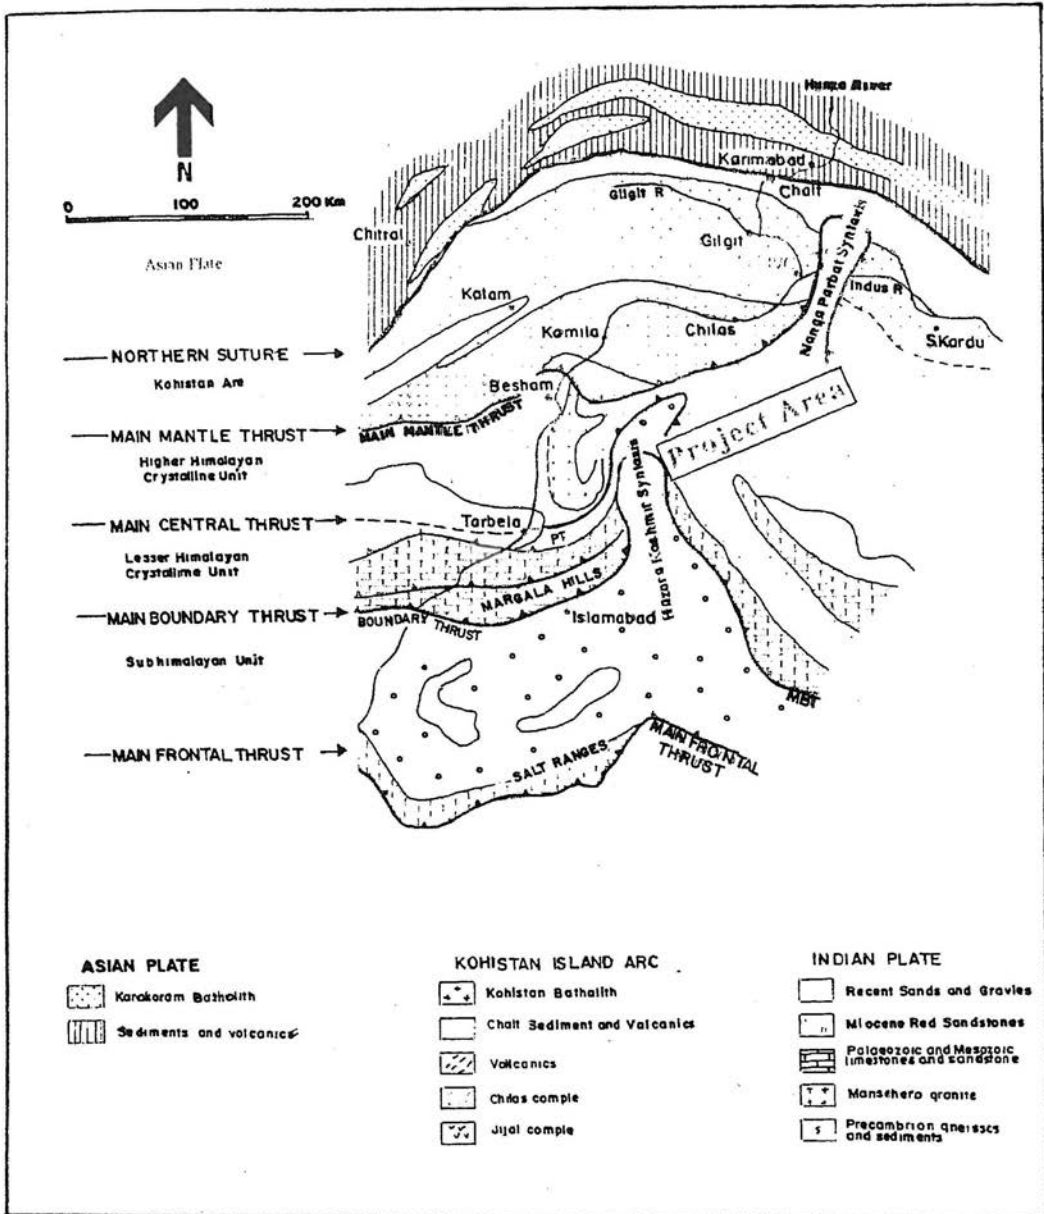 N
0 100 200 Km
Hunza River
Karimabad
Chalt
Gilgit R
Chitral
Gilgit
Asian Plate
Nanga Parbat Syntaxis
Indus R
Kalam
Kamila
Chilas
S.Kardu
NORTHERN SUTURE
Kohistan Arc
Besham
Project Area
MAIN MANTLE THRUST
MAIN MANTLE THRUST
Higher Himalayan
Crystalline Unit
Hazara Kashmir Syntaxis
MAIN CENTRAL THRUST
Tarbela
PT
Lesser Himalayan
Crystallime Unit
MARGALA HILLS
MAIN BOUNDARY THRUST
BOUNDARY THRUST
Islamabad
Subhimalayan Unit
MBT
MAIN FRONTAL THRUST
MAIN FRONTAL
THRUST
SALT RANGES
ASIAN PLATE
Karakoram Batholith
Sediments and volcanics
KOHISTAN ISLAND ARC
Kohistan Batholith
Chalt Sediment and Valcanics
Volcanics
Chilas comple
Jijal comple
INDIAN PLATE
Recent Sands and Gravles
Miocene Red Sandstones
Palaeozoic and Mesozoic
limestones and sandstone
Mansehera granite
Precambrion gneisses
and sediments